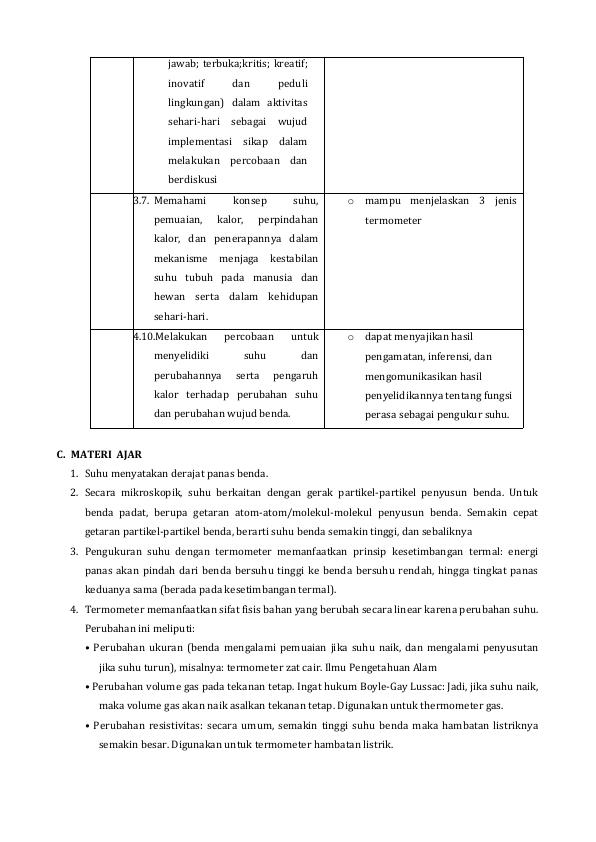 jawab; terbuka;kritis; kreatif;
inovatif dan peduli
lingkungan) dalam aktivitas
sehari-hari sebagai wujud
implementasi sikap dalam
melakukan percobaan dan
berdiskusi
3.7. Memahami konsep suhu,
pemuaian, kalor, perpindahan
kalor, dan penerapannya dalam
mekanisme menjaga kestabilan
suhu tubuh pada manusia dan
hewan serta dalam kehidupan
sehari-hari.
o mampu menjelaskan 3 jenis
termometer
4.10.Melakukan percobaan untuk
menyelidiki suhu dan
perubahannya serta pengaruh
kalor terhadap perubahan suhu
dan perubahan wujud benda.
o dapat menyajikan hasil
pengamatan, inferensi, dan
mengomunikasikan hasil
penyelidikannya tentang fungsi
perasa sebagai pengukur suhu.
C. MATERI AJAR
1. Suhu menyatakan derajat panas benda.
2. Secara mikroskopik, suhu berkaitan dengan gerak partikel-partikel penyusun benda. Untuk
benda padat, berupa getaran atom-atom/molekul-molekul penyusun benda. Semakin cepat
getaran partikel-partikel benda, berarti suhu benda semakin tinggi, dan sebaliknya
3. Pengukuran suhu dengan termometer memanfaatkan prinsip kesetimbangan termal: energi
panas akan pindah dari benda bersuhu tinggi ke benda bersuhu rendah, hingga tingkat panas
keduanya sama (berada pada kesetimbangan termal).
4. Termometer memanfaatkan sifat fisis bahan yang berubah secara linear karena perubahan suhu.
Perubahan ini meliputi:
• Perubahan ukuran (benda mengalami pemuaian jika suhu naik, dan mengalami penyusutan
jika suhu turun), misalnya: termometer zat cair. Ilmu Pengetahuan Alam
• Perubahan volume gas pada tekanan tetap. Ingat hukum Boyle-Gay Lussac: Jadi, jika suhu naik,
maka volume gas akan naik asalkan tekanan tetap. Digunakan untuk thermometer gas.
• Perubahan resistivitas: secara umum, semakin tinggi suhu benda maka hambatan listriknya
semakin besar. Digunakan untuk termometer hambatan listrik.